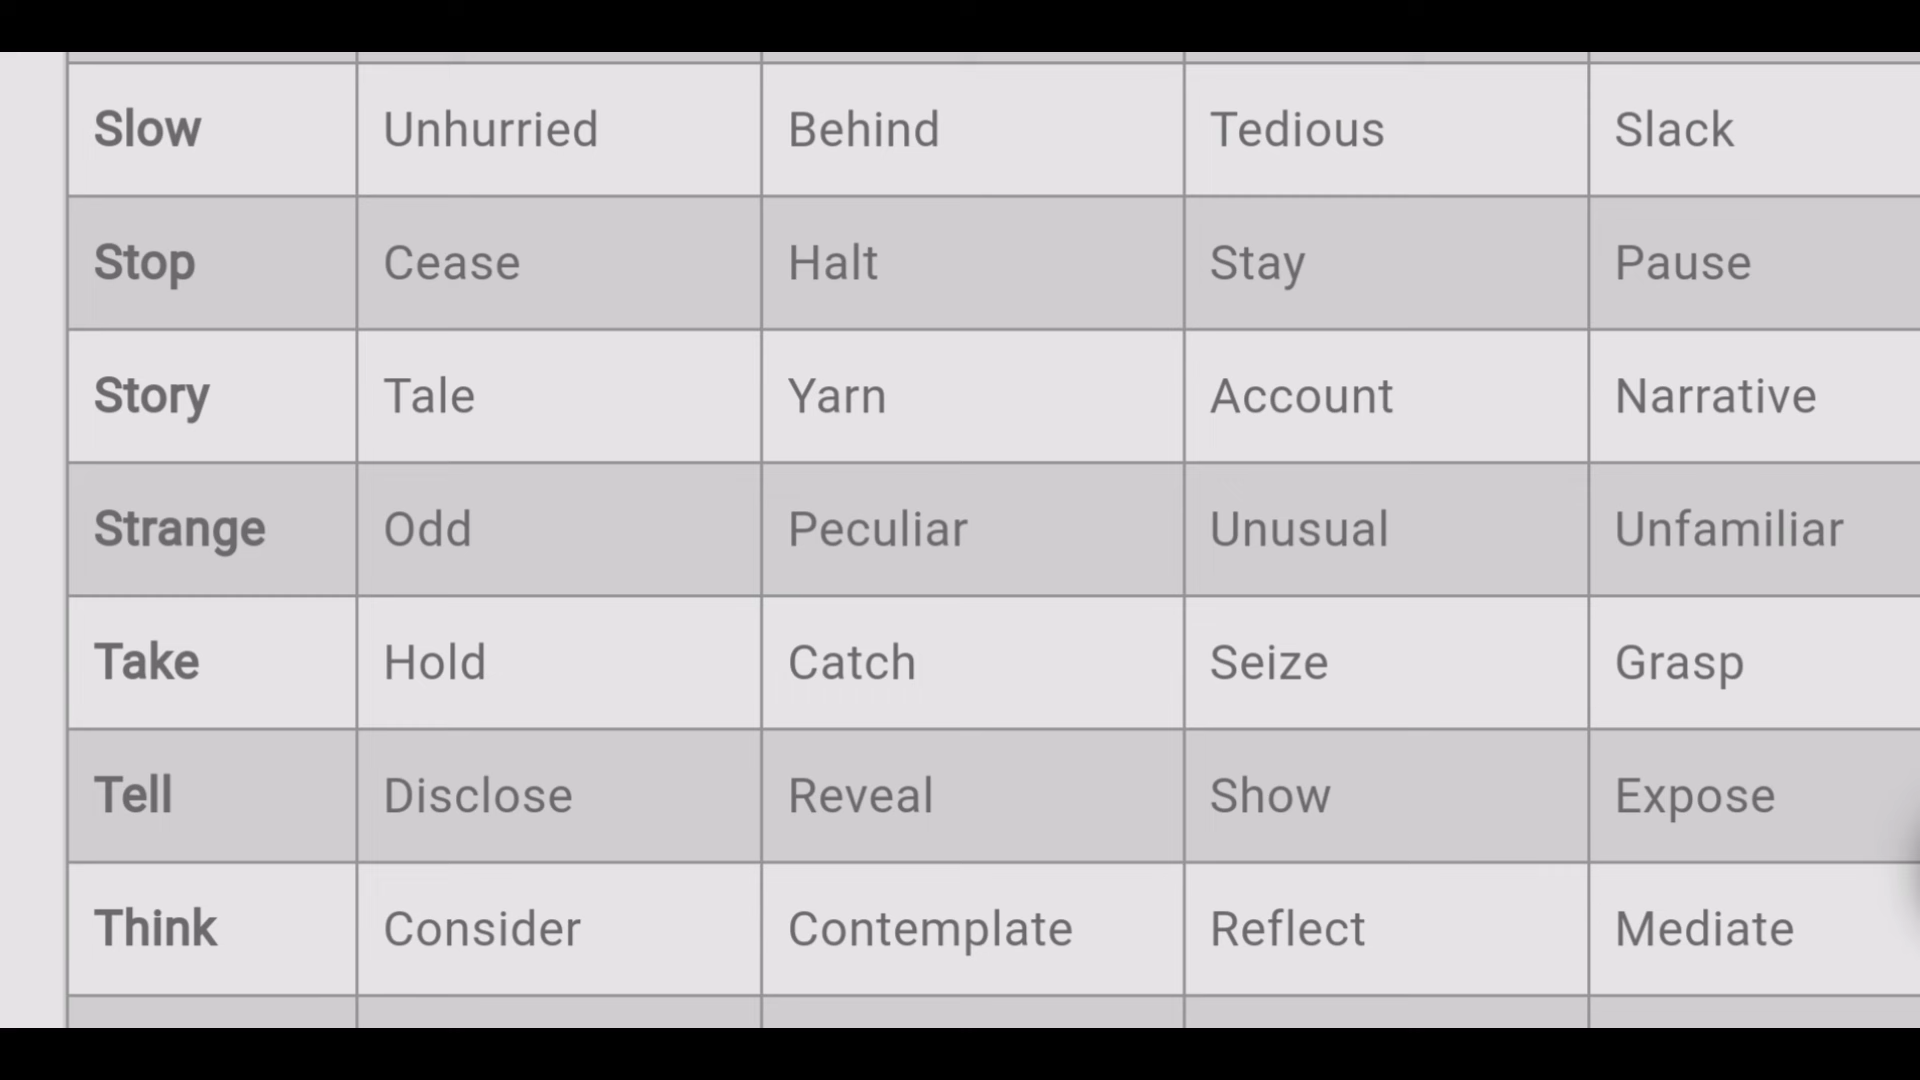 Slow Unhurried Behind Tedious Slack
Stop Cease Halt Stay Pause
Story Tale Yarn Account Narrative
Strange Odd Peculiar Unusual Unfamiliar
Take Hold Catch Seize Grasp
Tell Disclose Reveal Show Expose
Think Consider Contemplate Reflect Mediate